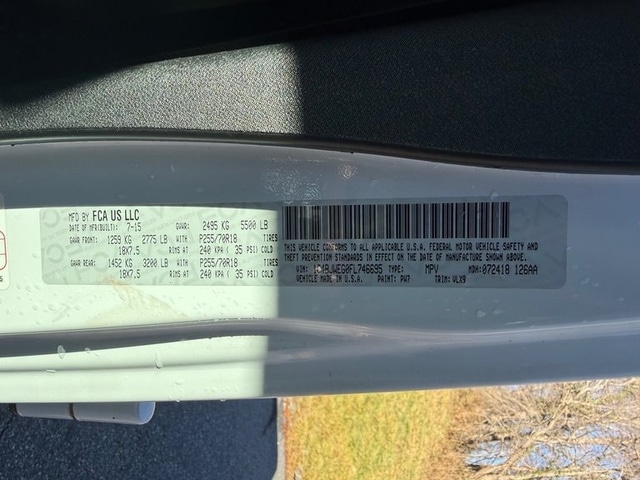 MFD BY FCA US LLC
DATE OF MFR(BUILT): 7-15 GVWR: 2495 KG 5500 LB
GAWR FRONT: 1259 KG 2775 LB WITH P255/70R18 TIRES
18X7.5 RIMS AT 240 KPA ( 35 PSI) COLD
GAWR REAR: 1452 KG 3200 LB WITH P255/70R18 TIRES
18X7.5 RIMS AT 240 KPA ( 35 PSI) COLD
THIS VEHICLE CONFORMS TO ALL APPLICABLE U.S.A. FEDERAL MOTOR VEHICLE SAFETY AND
THEFT PREVENTION STANDARDS IN EFFECT ON THE DATE OF MANUFACTURE SHOWN ABOVE.
VIN: TYPE: MPV MDH: 072418 126AA
VEHICLE MADE IN U.S.A. PAINT: PW7 TRIM: VLX9